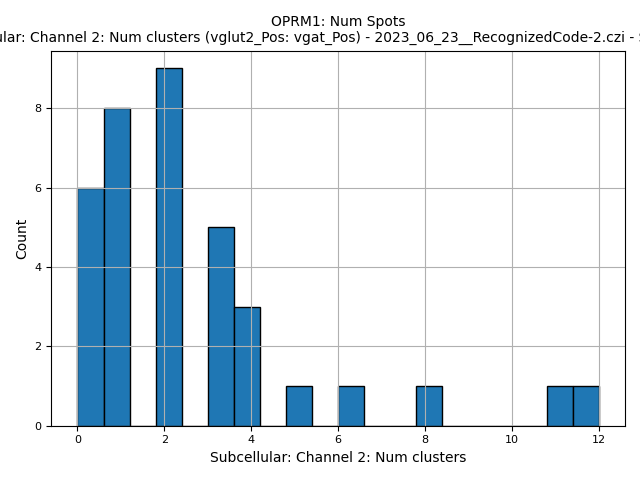 OPRM1: Num Spots
ular: Channel 2: Num clusters (vglut2_Pos: vgat_Pos) - 2023_06_23__RecognizedCode-2.czi -
Count
8
6
4
2
0
0 2 4 6 8 10 12
Subcellular: Channel 2: Num clusters